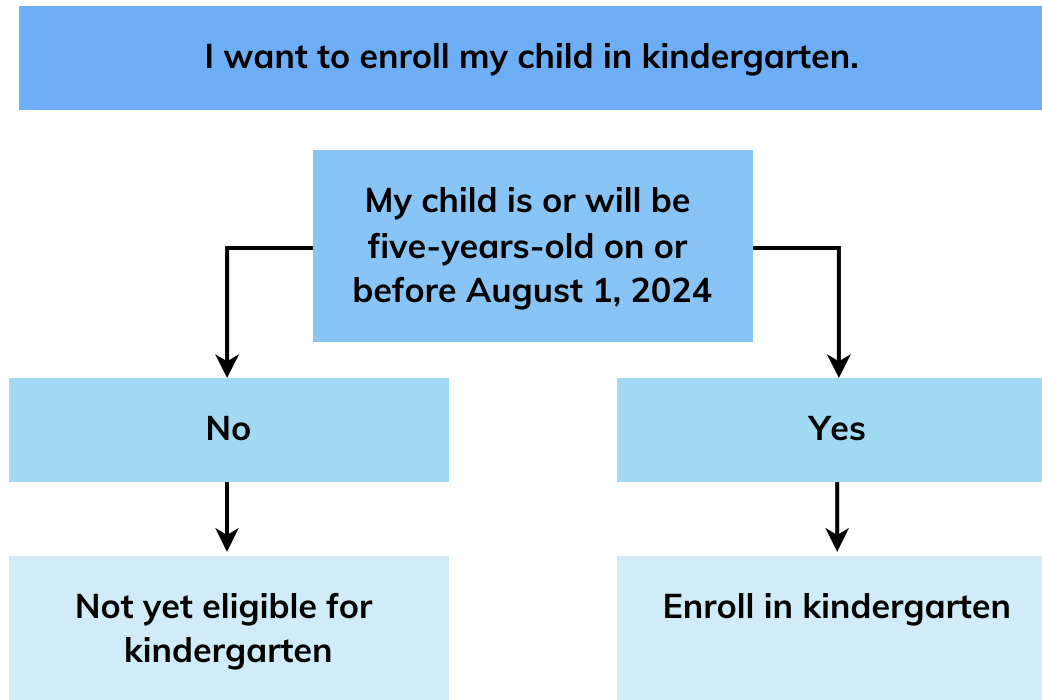 I want to enroll my child in kindergarten.
My child is or will be
five-years-old on or
before August 1, 2024
No
Yes
Not yet eligible for
kindergarten
Enroll in kindergarten